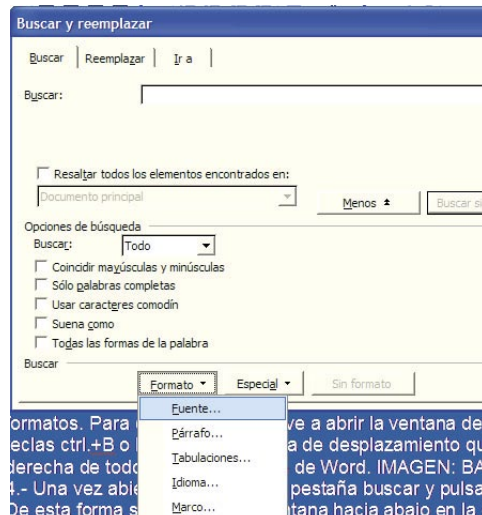 Buscar y reemplazar
Buscar Reemplazar Ir a
Buscar:
Resaltar todos los elementos encontrados en:
Documento principal
Menos Buscar
Opciones de búsqueda
Buscar: Todo
Coincidir mayúsculas y minúsculas
Sólo palabras completas
Usar caracteres comodín
Suena como
Todas las formas de la palabra
Buscar
Formato Especial Sin formato
Fuente...
Párrafo...
Tabulaciones...
Idioma...
Marco...
ormatos. Para ve a abrir la ventana de
eclas ctrl.+B o a de desplazamiento qu
derecha de todo de Word. IMAGEN: BA
4.- Una vez abie pestaña buscar y pulsa
De esta forma s tana hacia abajo en la